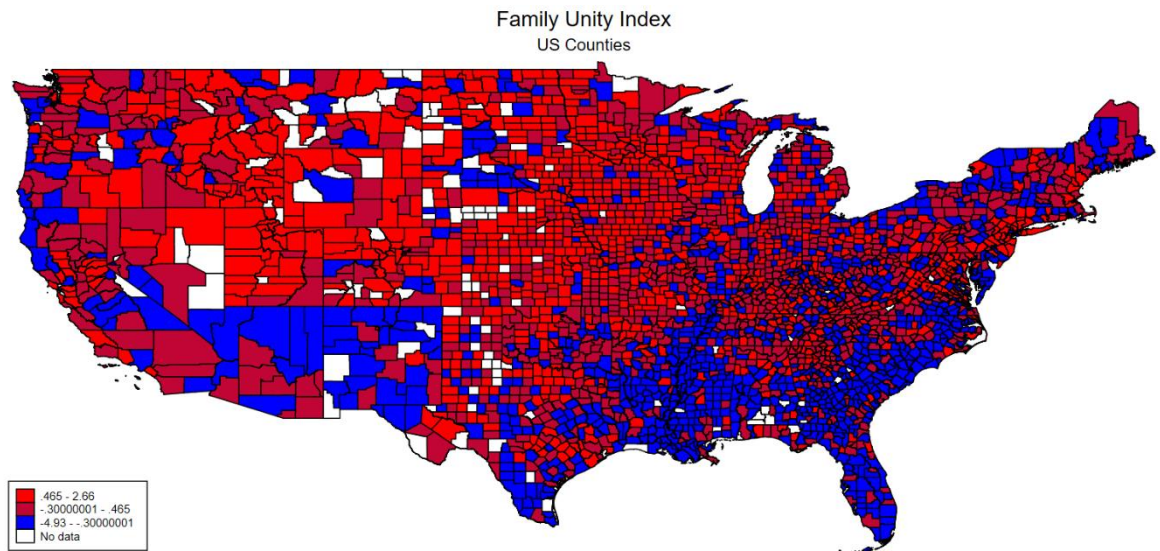 Family Unity Index
US Counties
.465 - 2.66
-.30000001 - .465
-4.93 - -.30000001
No data